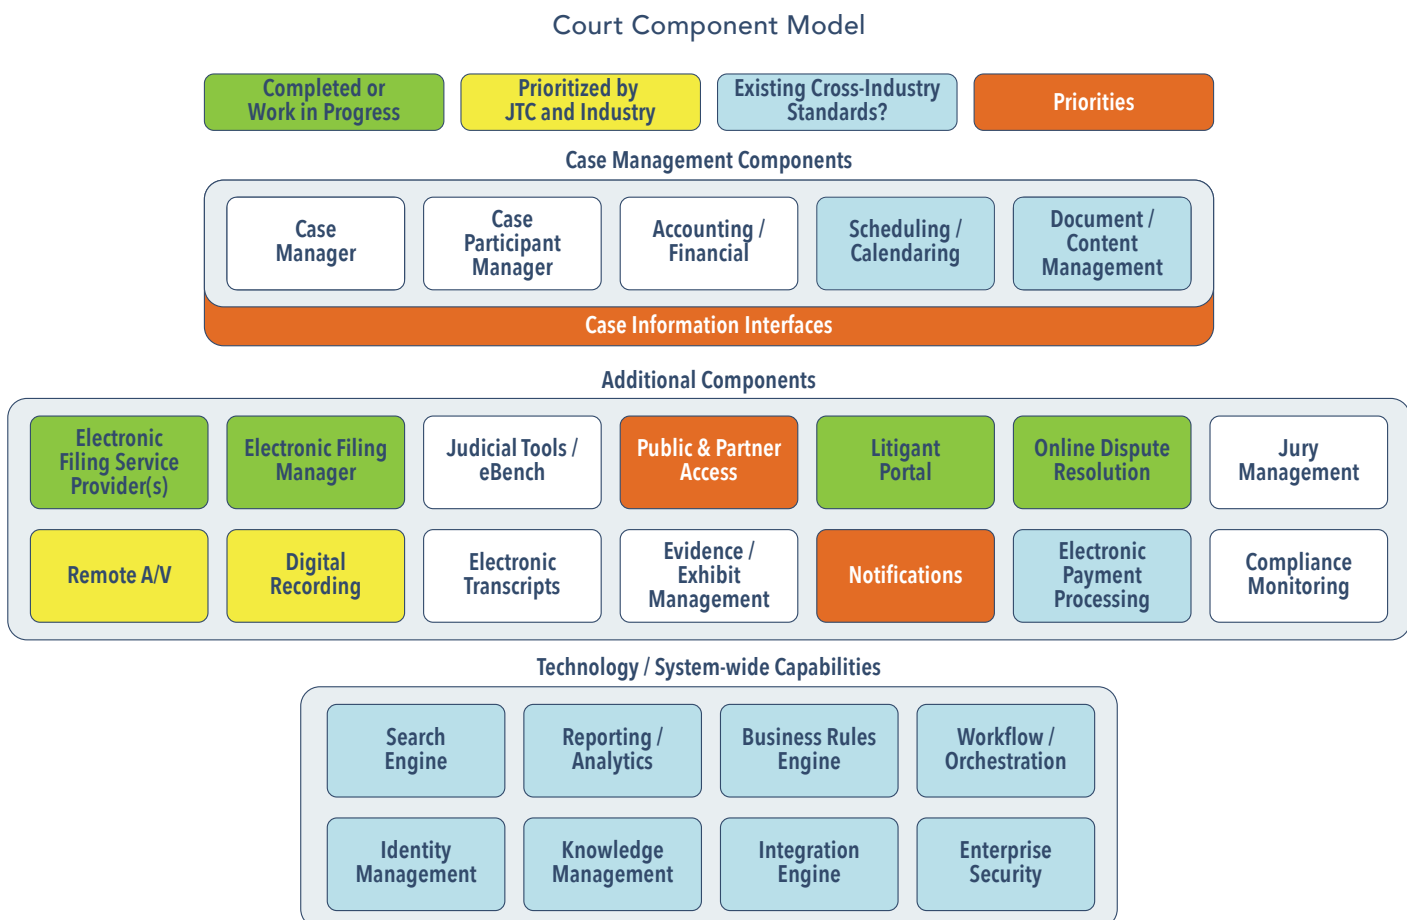 Court Component Model
Completed or
Work in Progress
Prioritized by
JTC and Industry
Existing Cross-Industry
Standards?
Priorities
Case Management Components
Case
Manager
Case
Participant
Manager
Accounting /
Financial
Scheduling /
Calendaring
Document /
Content
Management
Case Information Interfaces
Additional Components
Electronic
Filing Service
Provider(s)
Electronic Filing
Manager
Judicial Tools /
eBench
Public & Partner
Access
Litigant
Portal
Online Dispute
Resolution
Jury
Management
Remote A/V
Digital
Recording
Electronic
Transcripts
Evidence /
Exhibit
Management
Notifications
Electronic
Payment
Processing
Compliance
Monitoring
Technology / System-wide Capabilities
Search
Engine
Reporting /
Analytics
Business Rules
Engine
Workflow /
Orchestration
Identity
Management
Knowledge
Management
Integration
Engine
Enterprise
Security